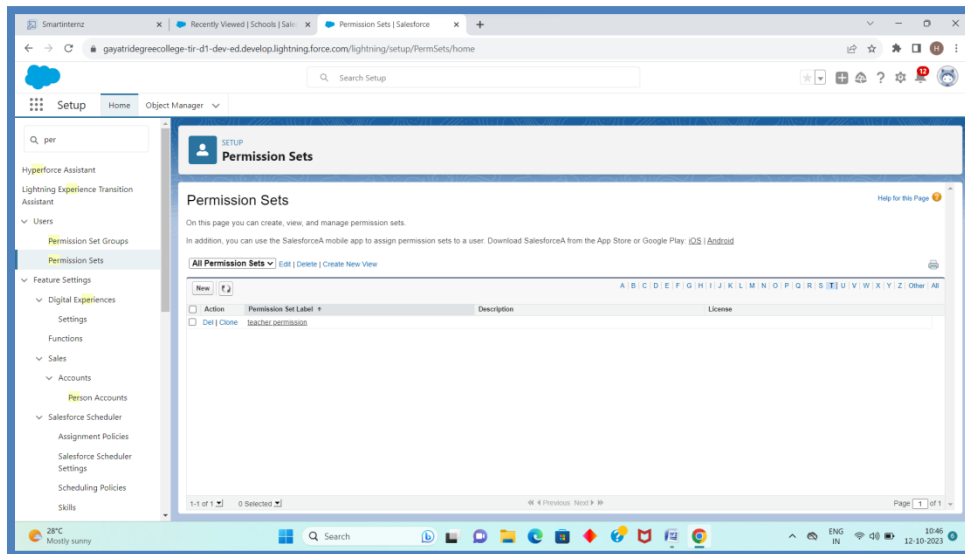 Smartinternz
Recently Viewed | Schools | Sale
Permission Sets | Salesforce
gayatridegreecollege-tir-d1-dev-ed.develop.lightning.force.com/lightning/setup/PermSets/home
H
Search Setup
12
Setup Home Object Manager
per
Hyperforce Assistant
Lightning Experience Transition
Assistant
Users
Permission Set Groups
Permission Sets
Feature Settings
Digital Experiences
Settings
Functions
Sales
Accounts
Person Accounts
Salesforce Scheduler
Assignment Policies
Salesforce Scheduler
Settings
Scheduling Policies
Skills
SETUP
Permission Sets
Permission Sets
Help for this Page
On this page you can create, view, and manage permission sets.
In addition, you can use the SalesforceA mobile app to assign permission sets to a user. Download SalesforceA from the App Store or Google Play: iOS | Android
All Permission Sets Edit | Delete | Create New View
New
A | B | C | D | E | F | G | H | I | J | K | L | M | N | O | P | Q | R | S | T | U | V | W | X | Y | Z | Other | All
Action Permission Set Label Description License
Del | Clone teacher permission
1-1 of 1 0 Selected Previous Next Page 1 of 1
28°C
Mostly sunny
Search
ENG
IN
10:46
12-10-2023